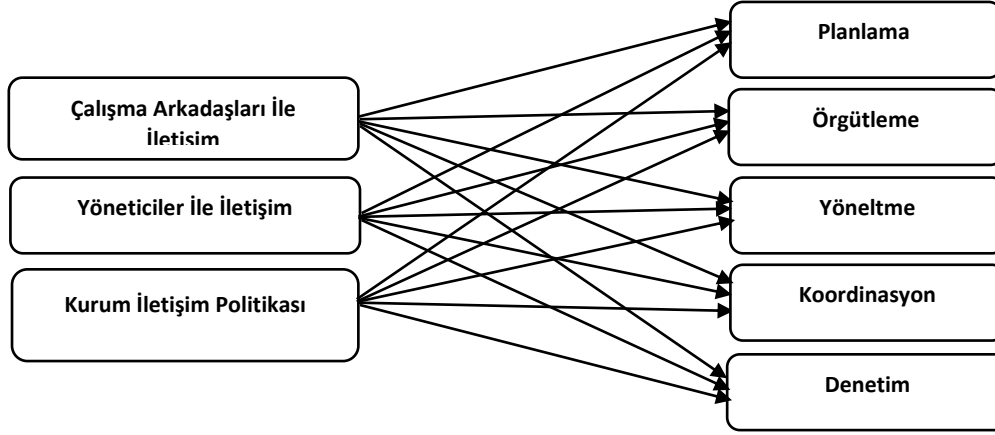 Planlama
Çalışma Arkadaşları İle
İletişim
Örgütleme
Yöneticiler İle İletişim
Yöneltme
Kurum İletişim Politikası
Koordinasyon
Denetim